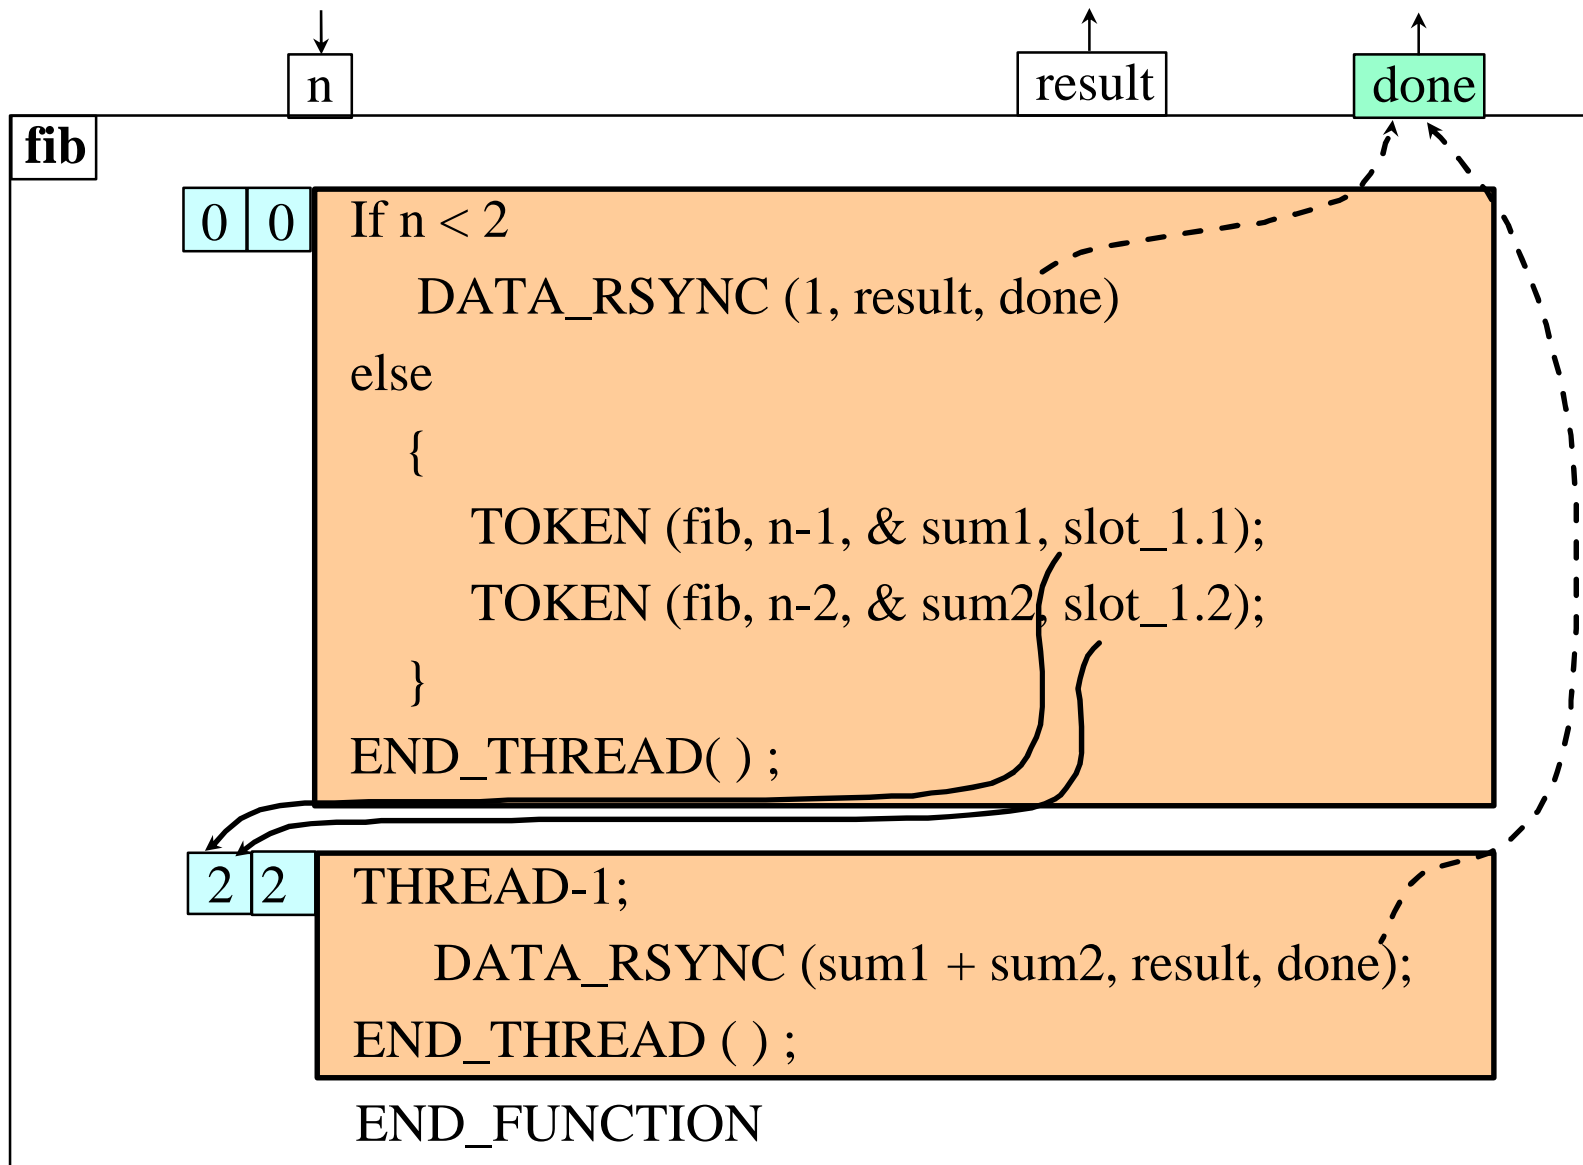 n
result
done
fib
0 0
If n < 2
DATA_RSYNC (1, result, done)
else
{
TOKEN (fib, n-1, & sum1, slot_1.1);
TOKEN (fib, n-2, & sum2, slot_1.2);
}
END_THREAD( ) ;
2 2
THREAD-1;
DATA_RSYNC (sum1 + sum2, result, done);
END_THREAD ( ) ;
END_FUNCTION